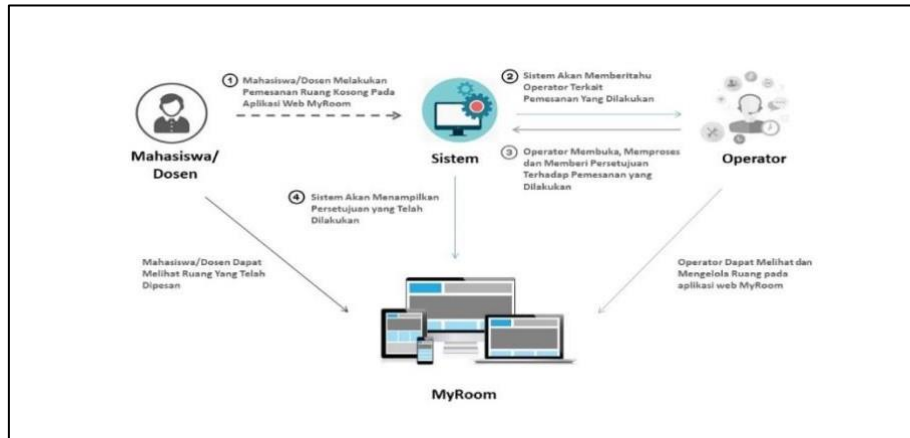 1 Mahasiswa/Dosen Melakukan
Pemesanan Ruang Kosong Pada
Aplikasi Web MyRoom
2 Sistem Akan Memberitahu
Operator Terkait
Pemesanan Yang Dilakukan
Mahasiswa/
Dosen
Sistem
3 Operator Membuka, Memproses
dan Memberi Persetujuan
Terhadap Pemesanan yang
Dilakukan
Operator
4 Sistem Akan Menampilkan
Persetujuan yang Telah
Dilakukan
Mahasiswa/Dosen Dapat
Melihat Ruang Yang Telah
Dipesan
Operator Dapat Melihat dan
Mengelola Ruang pada
aplikasi web MyRoom
MyRoom